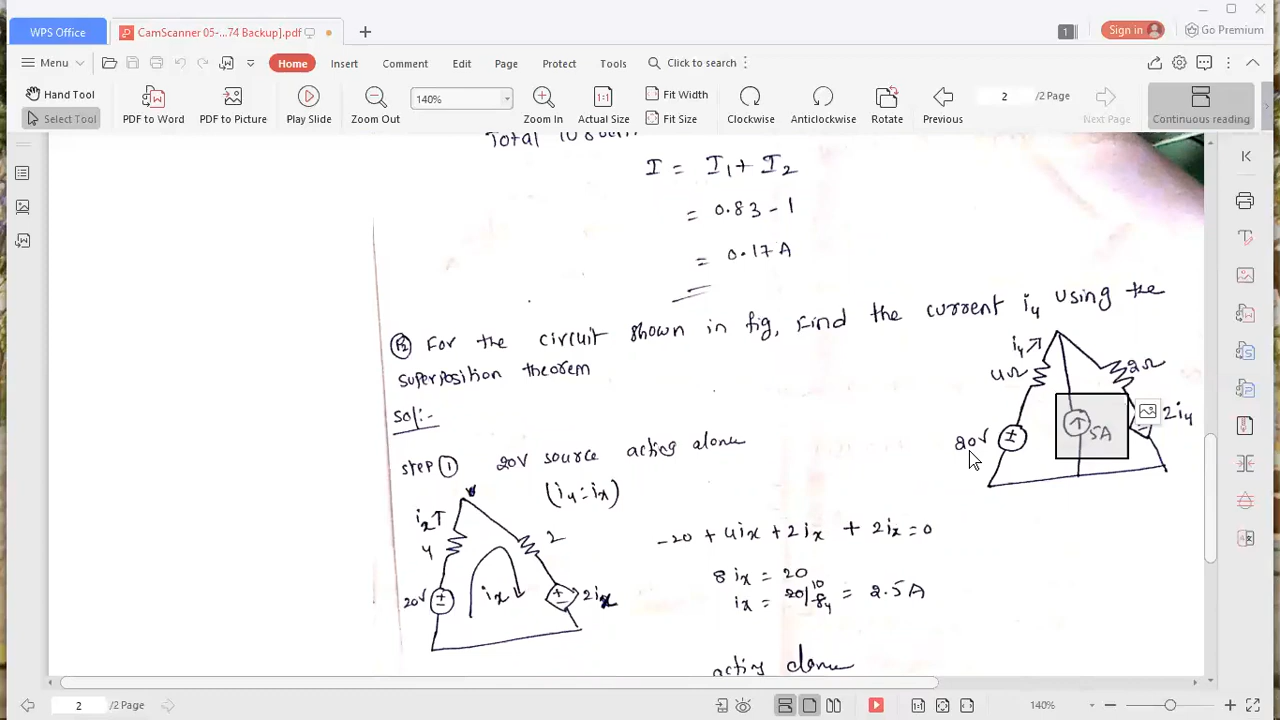 WPS Office
CamScanner 05-...74 Backup].pdf
1
Sign in
Go Premium
Menu
Home
Insert
Comment
Edit
Page
Protect
Tools
Click to search
Hand Tool
Select Tool
PDF to Word
PDF to Picture
Play Slide
Zoom Out
140%
Zoom In
1:1
Actual Size
Fit Width
Fit Size
Clockwise
Anticlockwise
Rotate
Previous
2
/2 Page
Next Page
Continuous reading
Total
I = I1 + I2
= 0.83 - 1
= 0.17 A
For the circuit shown in fig, Find the current i4 using the
superposition theorem
i4
4Ω
2Ω
20V
5A
2i4
Sol:-
Step 1 20V source acting alone
(i4 = ix)
ix
4
2
20V
ix
2ix
-20 + 4ix + 2ix + 2ix = 0
8 ix = 20
ix = 20/8 = 2.5 A
acting alone
2
/2 Page
140%